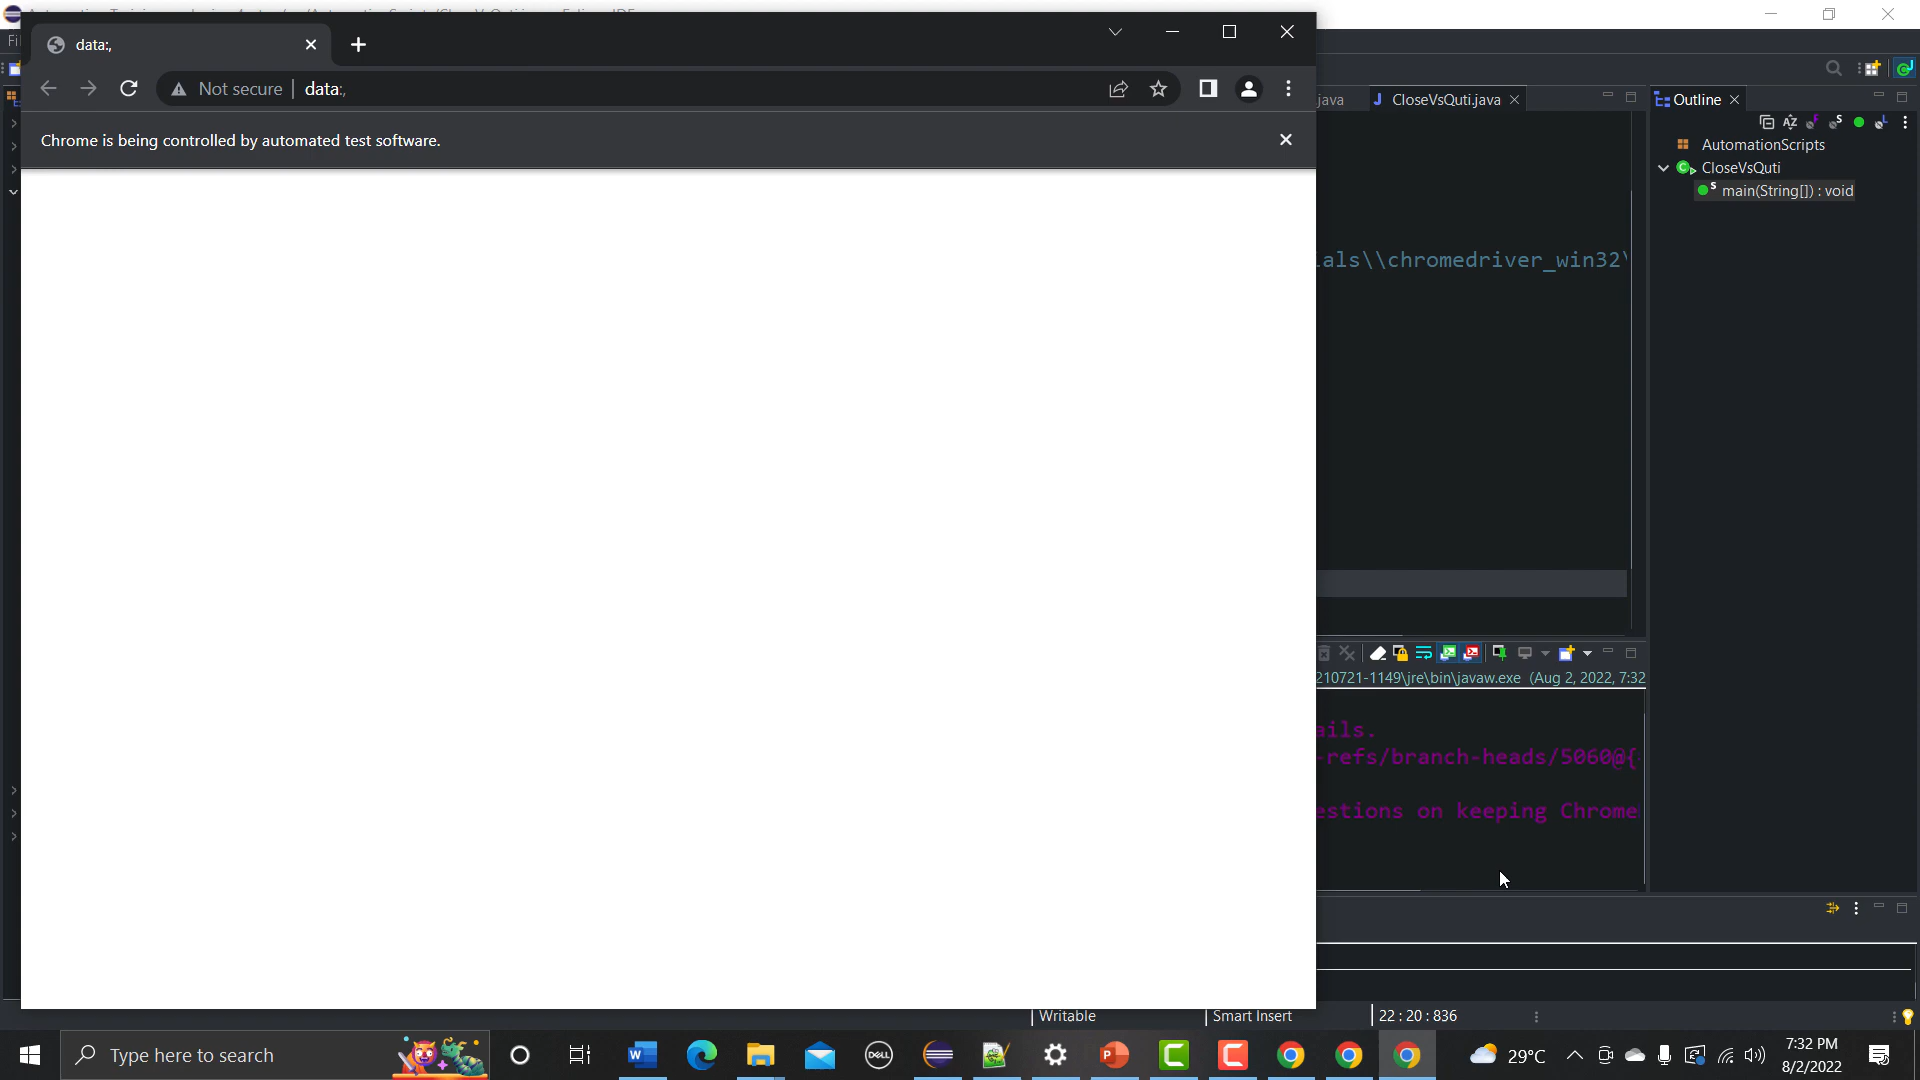 data:,
Not secure
data:,
Chrome is being controlled by automated test software.
java
CloseVsQuti.java
Outline
AutomationScripts
CloseVsQuti
main(String[]) : void
als\\chromedriver_win32\
210721-1149\jre\bin\javaw.exe (Aug 2, 2022, 7:32
ails.
-refs/branch-heads/5060@{
estions on keeping Chrome
Writable
Smart Insert
22 : 20 : 836
Type here to search
DELL
29°C
7:32 PM
8/2/2022